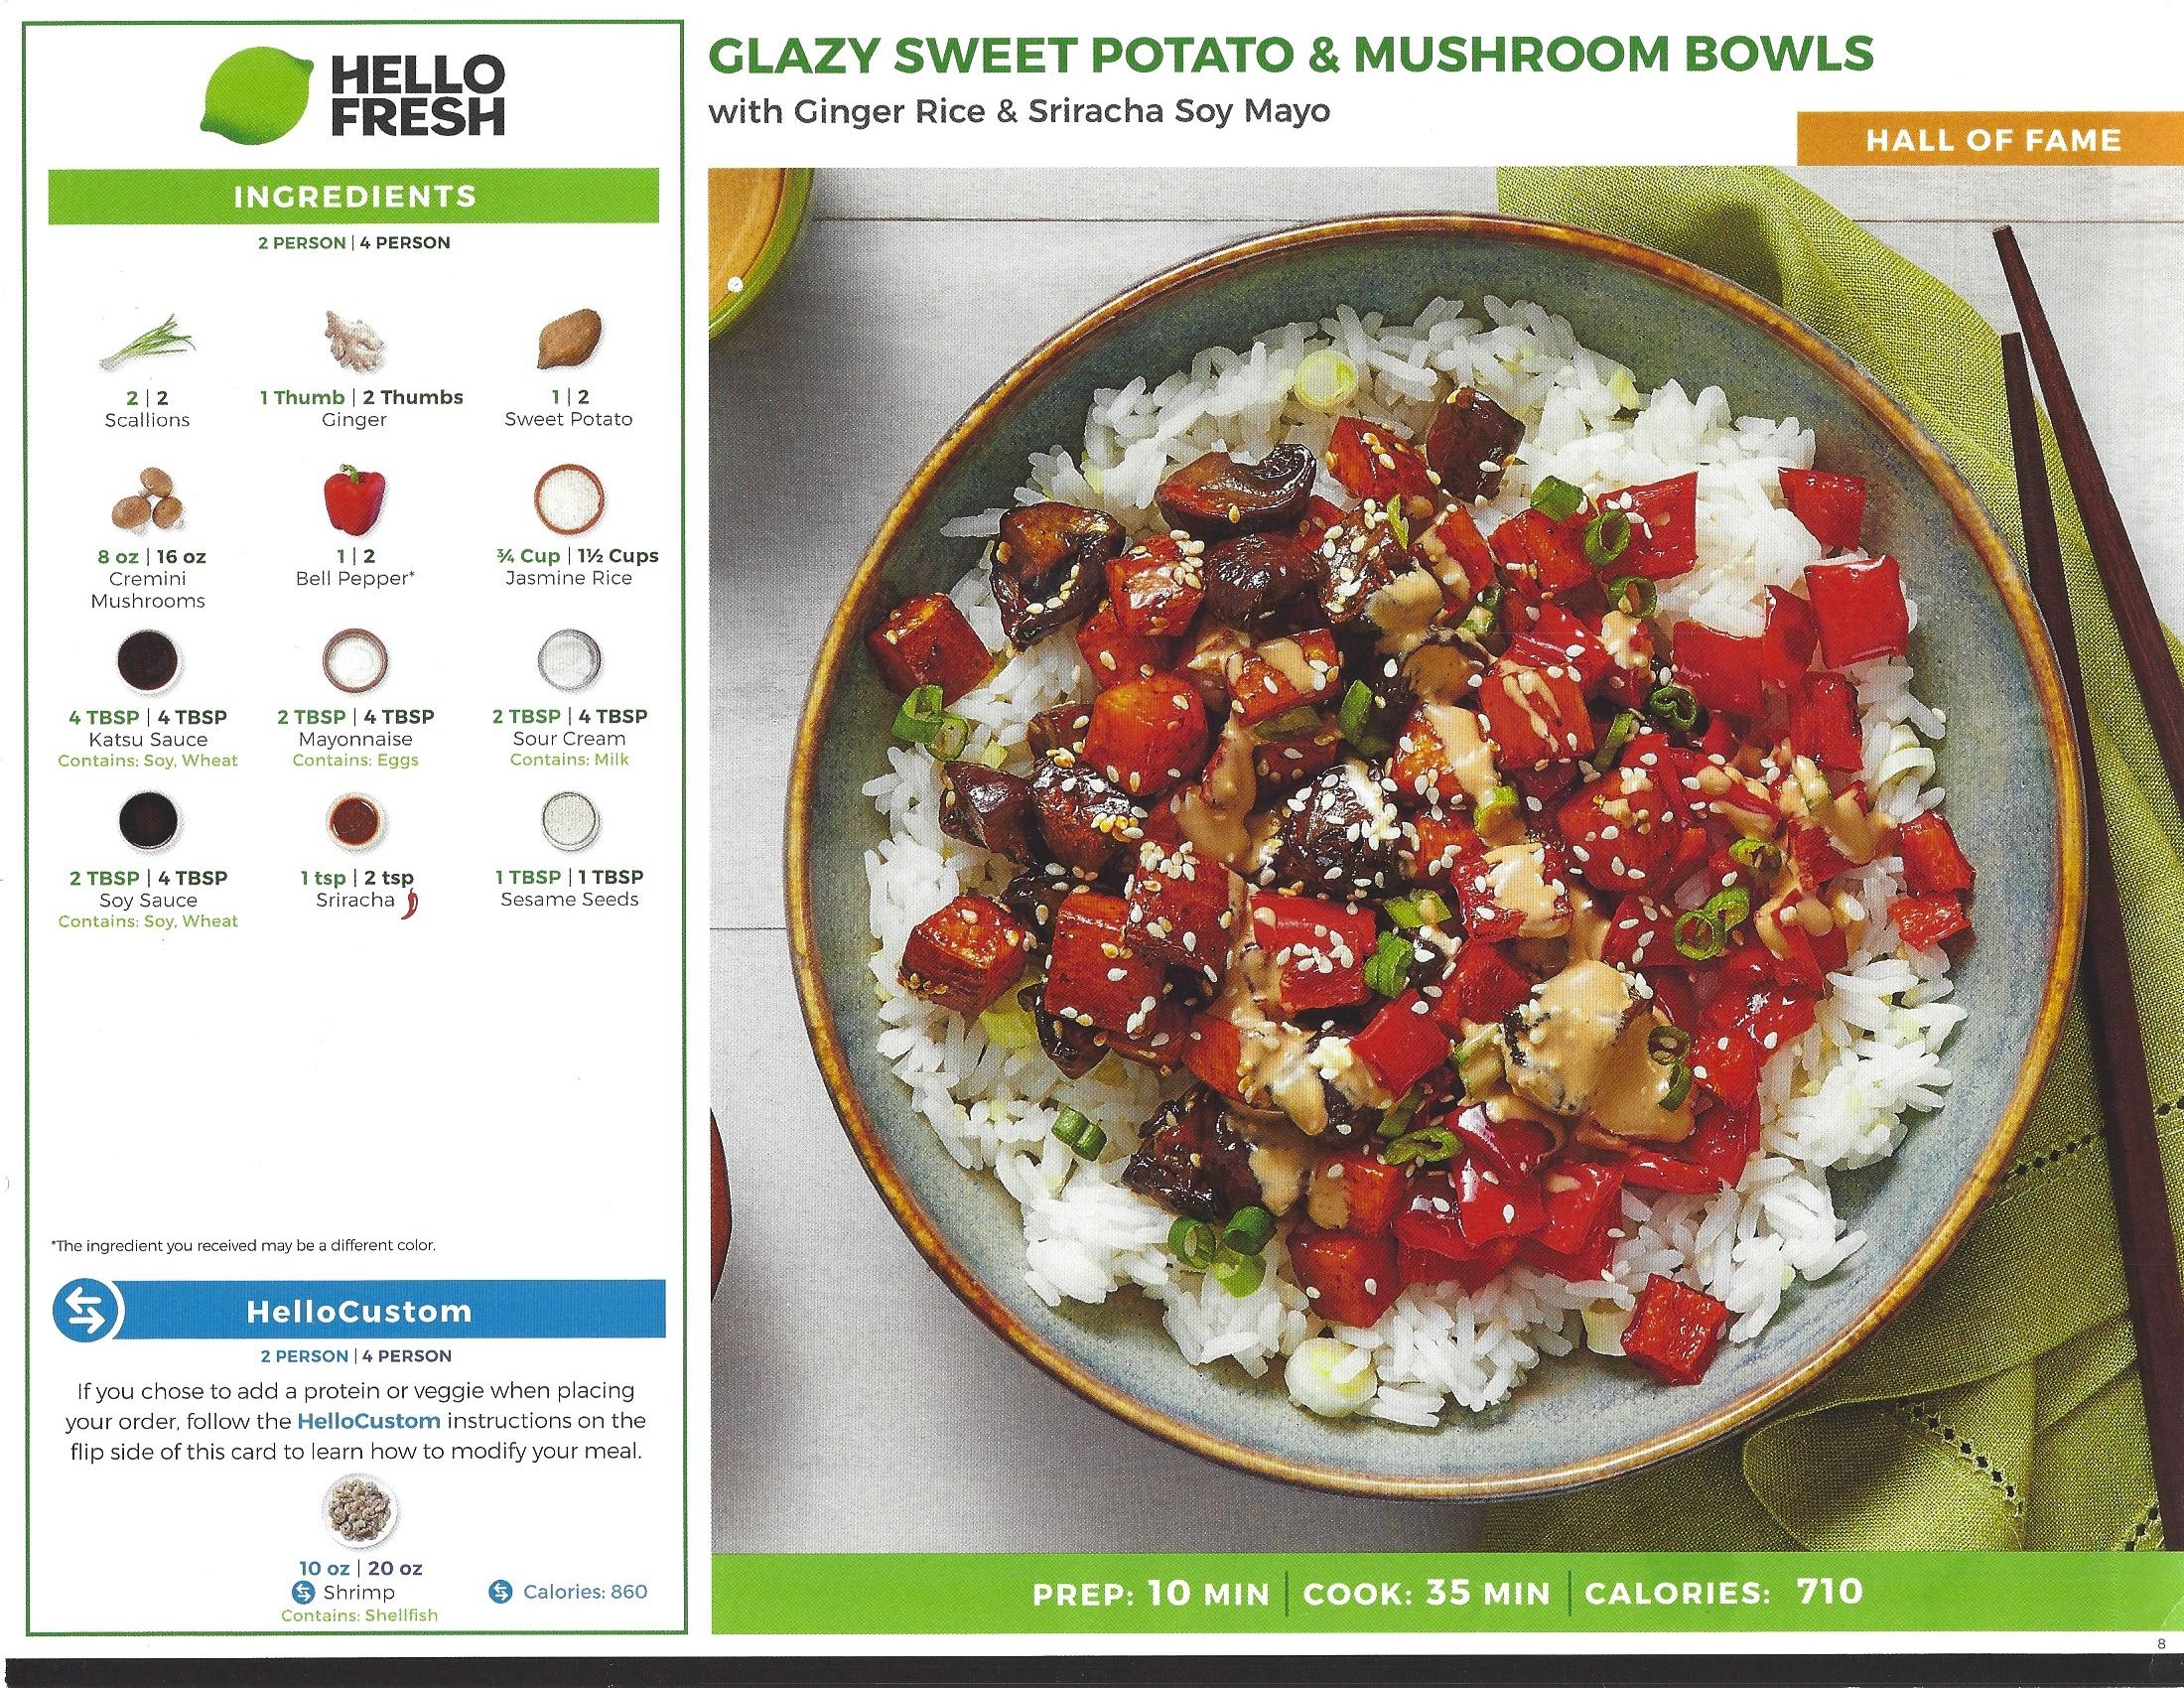 HELLO
FRESH
INGREDIENTS
2 PERSON | 4 PERSON
2 | 2
Scallions
1 Thumb | 2 Thumbs
Ginger
1 | 2
Sweet Potato
8 oz | 16 oz
Cremini
Mushrooms
1 | 2
Bell Pepper*
¾ Cup | 1½ Cups
Jasmine Rice
4 TBSP | 4 TBSP
Katsu Sauce
Contains: Soy, Wheat
2 TBSP | 4 TBSP
Mayonnaise
Contains: Eggs
2 TBSP | 4 TBSP
Sour Cream
Contains: Milk
2 TBSP | 4 TBSP
Soy Sauce
Contains: Soy, Wheat
1 tsp | 2 tsp
Sriracha
1 TBSP | 1 TBSP
Sesame Seeds
*The ingredient you received may be a different color.
HelloCustom
2 PERSON | 4 PERSON
If you chose to add a protein or veggie when placing
your order, follow the HelloCustom instructions on the
flip side of this card to learn how to modify your meal.
10 oz | 20 oz
Shrimp
Contains: Shellfish
Calories: 860
GLAZY SWEET POTATO & MUSHROOM BOWLS
with Ginger Rice & Sriracha Soy Mayo
HALL OF FAME
PREP: 10 MIN | COOK: 35 MIN | CALORIES: 710
8